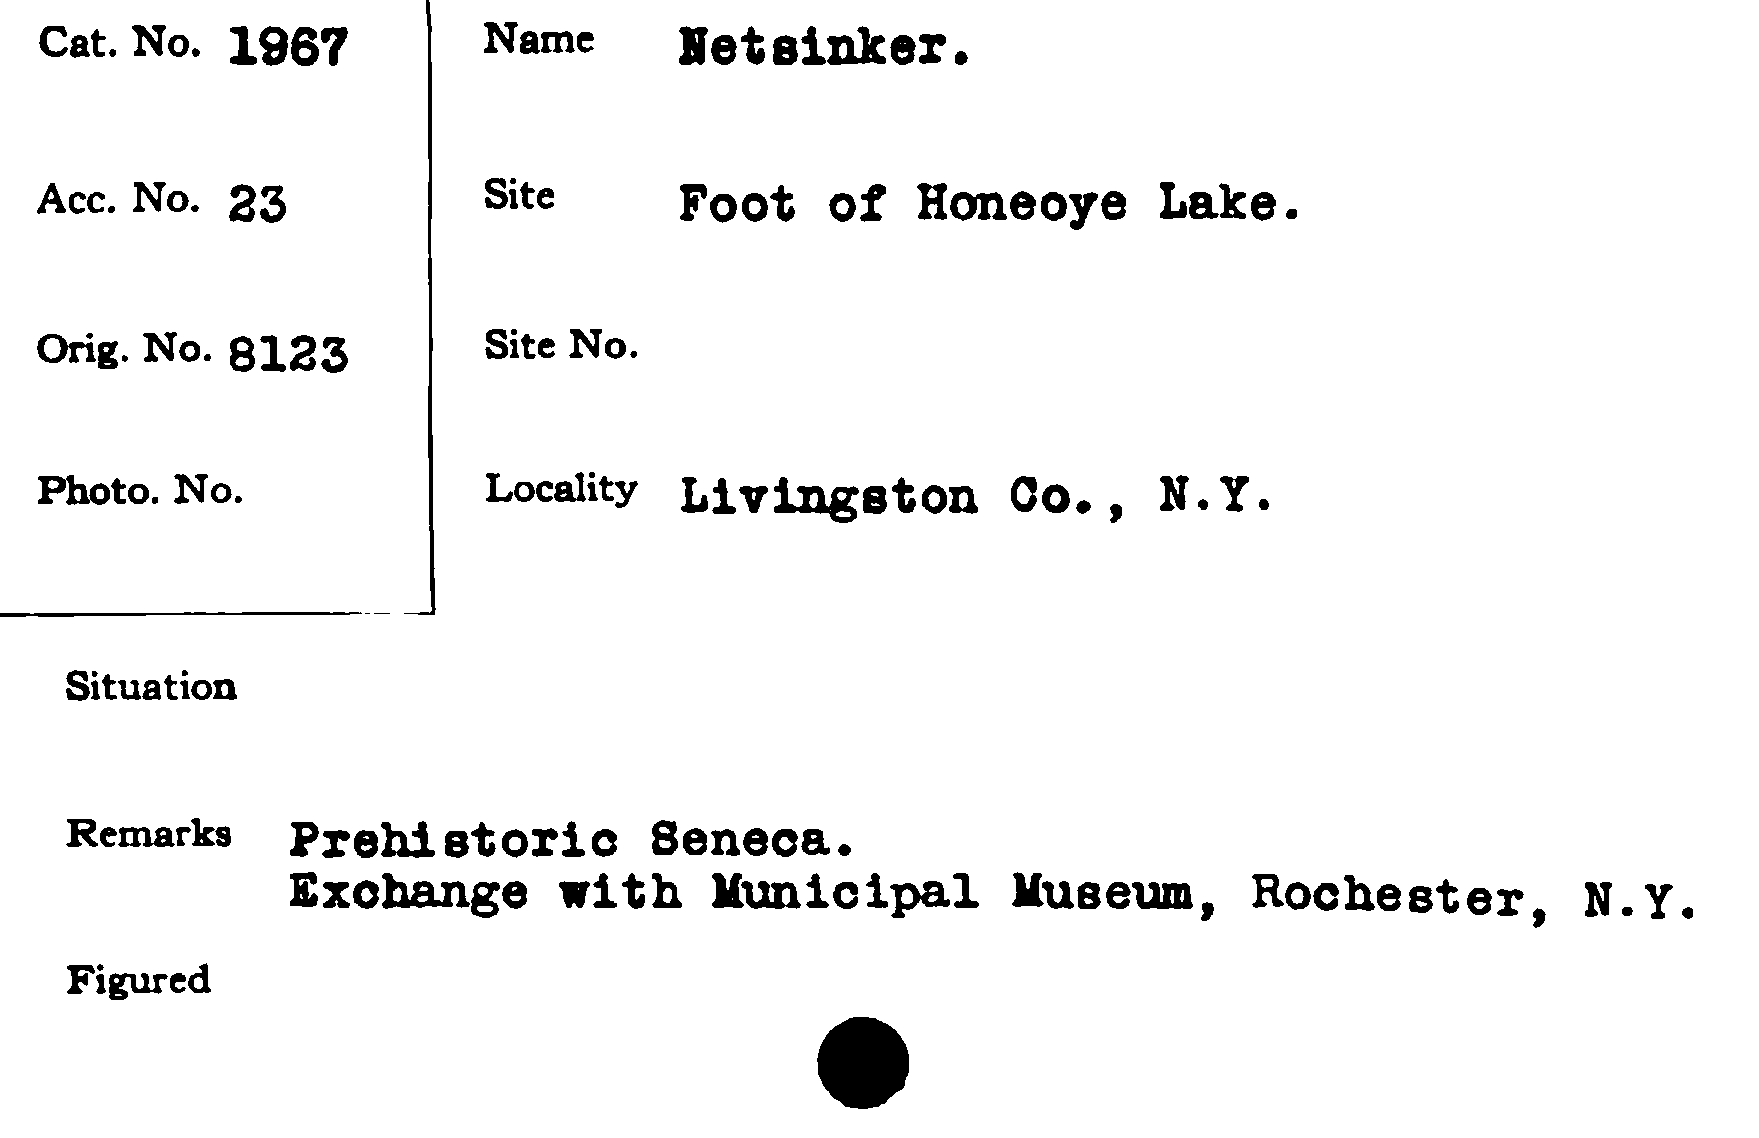 Cat. No. 1967
Name Netsinker.
Acc. No. 23
Site Foot of Honeoye Lake.
Orig. No. 8123
Site No.
Photo. No.
Locality Livingston Co., N.Y.
Situation
Remarks Prehistoric Seneca.
Exchange with Municipal Museum, Rochester, N.Y.
Figured